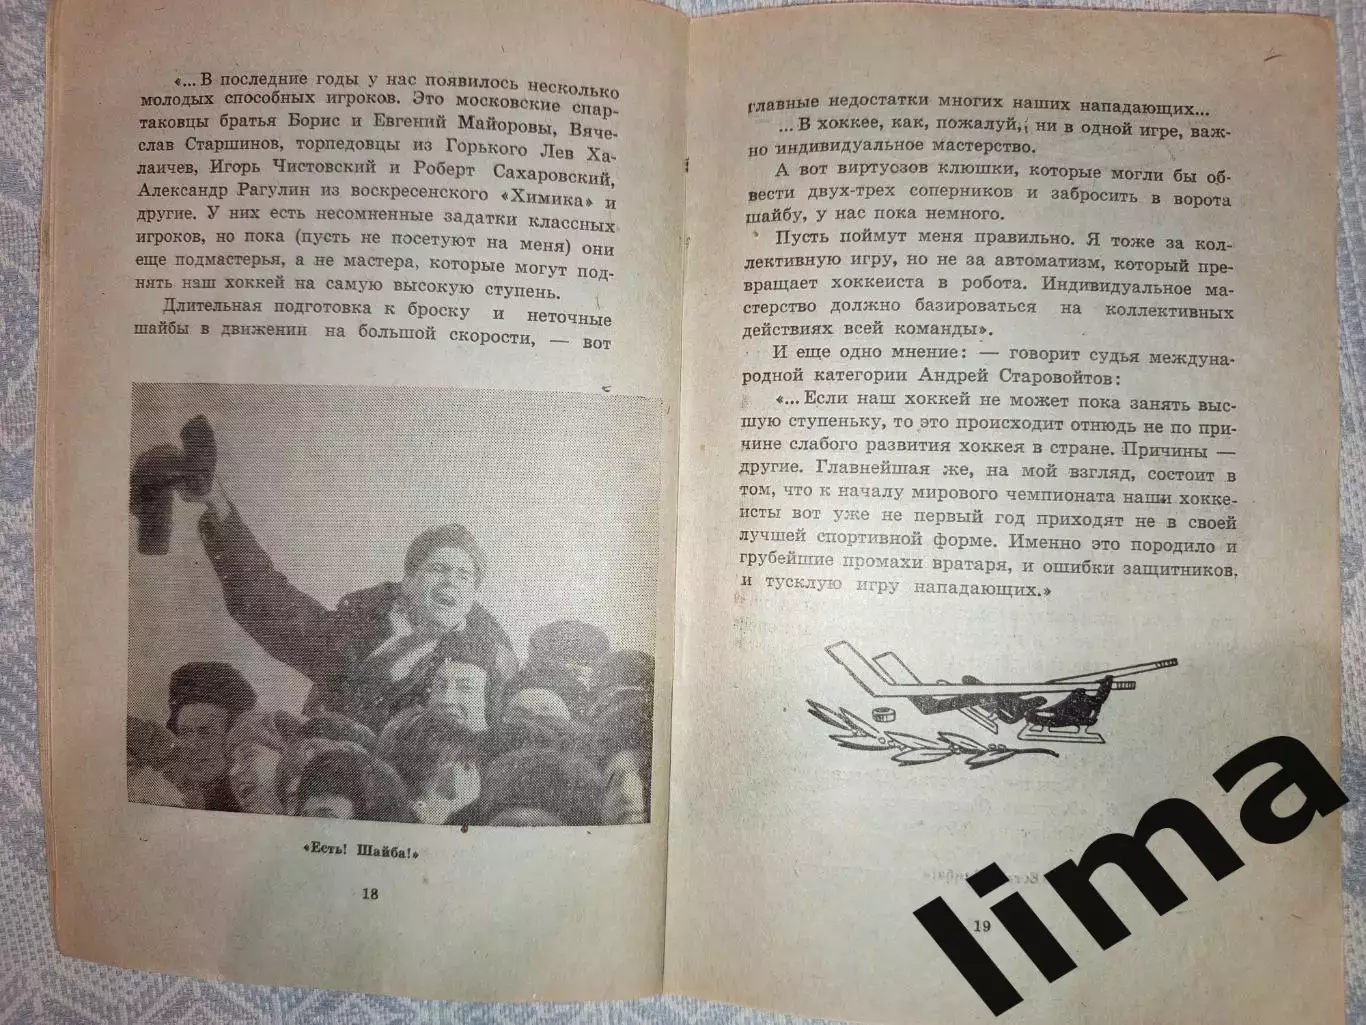 «...В последние годы у нас появилось несколько
молодых способных игроков. Это московские спар-
таковцы братья Борис и Евгений Майоровы, Вяче-
слав Старшинов, торпедовцы из Горького Лев Ха-
лаичев, Игорь Чистовский и Роберт Сахаровский,
Александр Рагулин из воскресенского «Химика» и
другие. У них есть несомненные задатки классных
игроков, но пока (пусть не посетуют на меня) они
еще подмастерья, а не мастера, которые могут под-
нять наш хоккей на самую высокую ступень.
Длительная подготовка к броску и неточные
шайбы в движении на большой скорости, — вот
«Есть! Шайба!»
18
главные недостатки многих наших нападающих...
...В хоккее, как, пожалуй, ни в одной игре, важ-
но индивидуальное мастерство.
А вот виртуозов клюшки, которые могли бы об-
вести двух-трех соперников и забросить в ворота
шайбу, у нас пока немного.
Пусть поймут меня правильно. Я тоже за кол-
лективную игру, но не за автоматизм, который пре-
вращает хоккеиста в робота. Индивидуальное ма-
стерство должно базироваться на коллективных
действиях всей команды».
И еще одно мнение: — говорит судья междуна-
родной категории Андрей Старовойтов:
«...Если наш хоккей не может пока занять выс-
шую ступеньку, то это происходит отнюдь не по при-
чине слабого развития хоккея в стране. Причины —
другие. Главнейшая же, на мой взгляд, состоит в
том, что к началу мирового чемпионата наши хокке-
исты вот уже не первый год приходят не в своей
лучшей спортивной форме. Именно это породило и
грубейшие промахи вратаря, и ошибки защитников,
и тусклую игру нападающих.»
19
lima